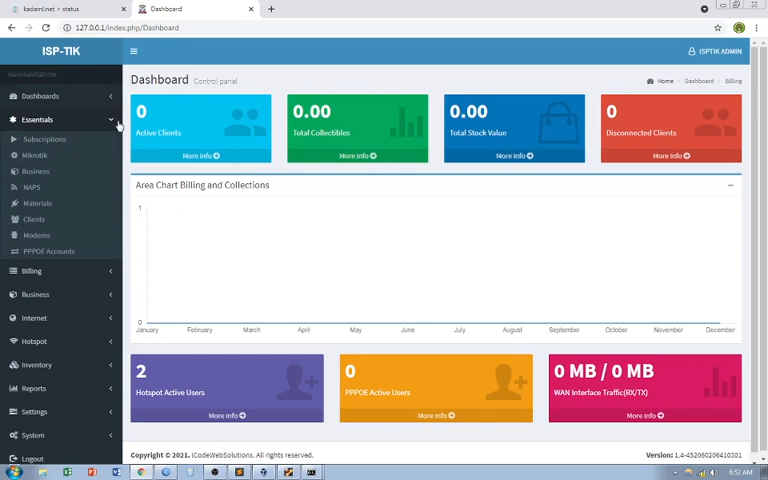 kadaml.net > status
Dashboard
127.0.0.1/index.php/Dashboard
ISP-TIK
ISPTIK ADMIN
MAIN NAVIGATION
Dashboards
Essentials
Subscriptions
Mikrotik
Business
NAPS
Materials
Clients
Modems
PPPOE Accounts
Billing
Business
Internet
Hotspot
Inventory
Reports
Settings
System
Logout
Dashboard Control panel
Home > Dashboard > Billing
0
Active Clients
More Info
0.00
Total Collectibles
More Info
0.00
Total Stock Value
More Info
0
Disconnected Clients
More Info
Area Chart Billing and Collections
1
0
January February March April May June July August September October November December
2
Hotspot Active Users
More info
0
PPPOE Active Users
More info
0 MB / 0 MB
WAN Interface Traffic(RX/TX)
More info
Copyright © 2021. ICodeWebSolutions. All rights reserved.
Version: 1.4-452060206410301
6:52 AM